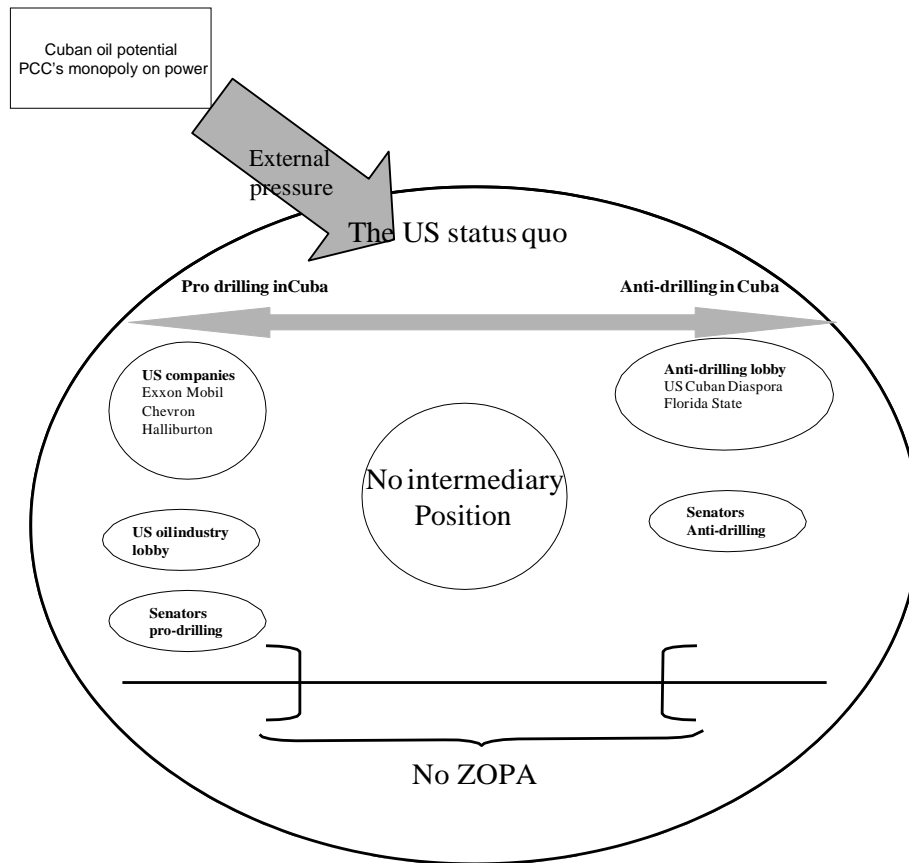 Cuban oil potential
PCC's monopoly on power
External
pressure
The US status quo
Pro drilling inCuba
Anti-drilling in Cuba
US companies
Exxon Mobil
Chevron
Halliburton
Anti-drilling lobby
US Cuban Diaspora
Florida State
No intermediary
Position
US oil industry
lobby
Senators
Anti-drilling
Senators
pro-drilling
No ZOPA